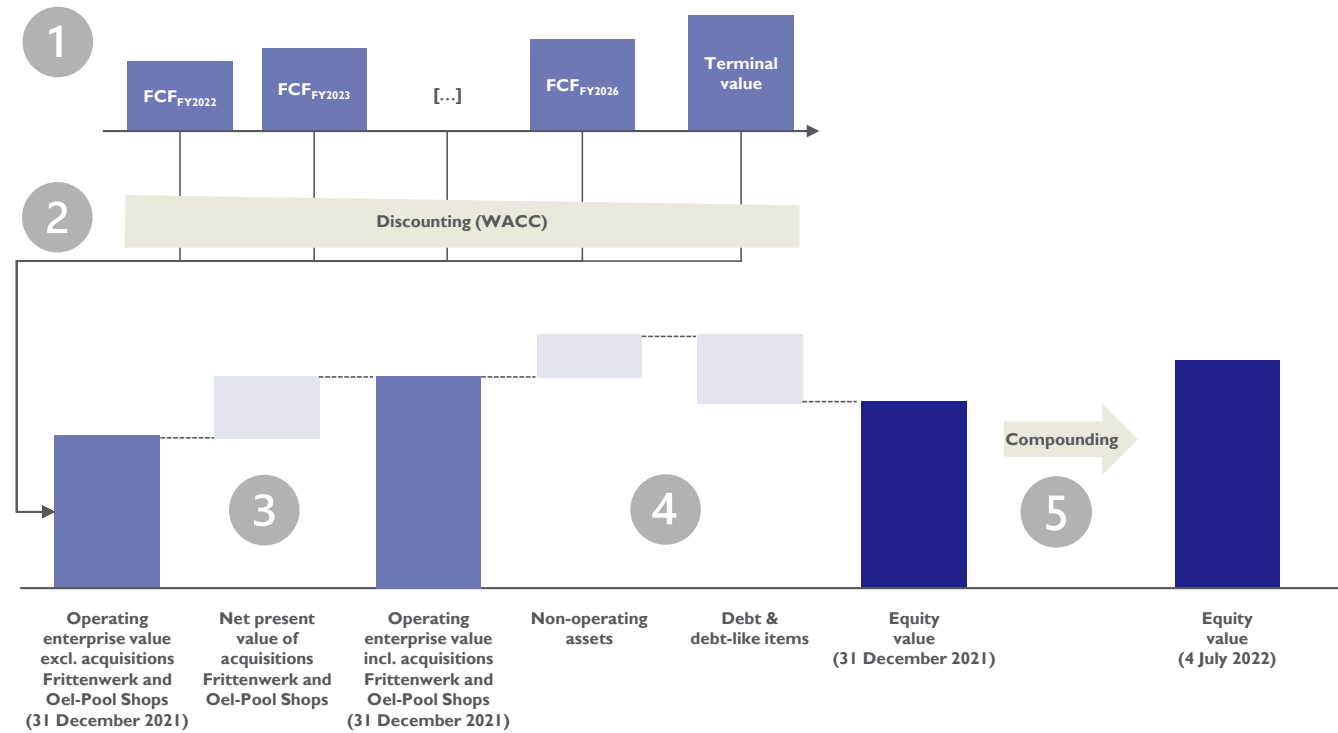 1
FCFFY2022
FCFFY2023
[…]
FCFFY2026
Terminal
value
2
Discounting (WACC)
3
4
Compounding
5
Operating
enterprise value
excl. acquisitions
Frittenwerk and
Oel-Pool Shops
(31 December 2021)
Net present
value of
acquisitions
Frittenwerk and
Oel-Pool Shops
Operating
enterprise value
incl. acquisitions
Frittenwerk and
Oel-Pool Shops
(31 December 2021)
Non-operating
assets
Debt &
debt-like items
Equity
value
(31 December 2021)
Equity
value
(4 July 2022)